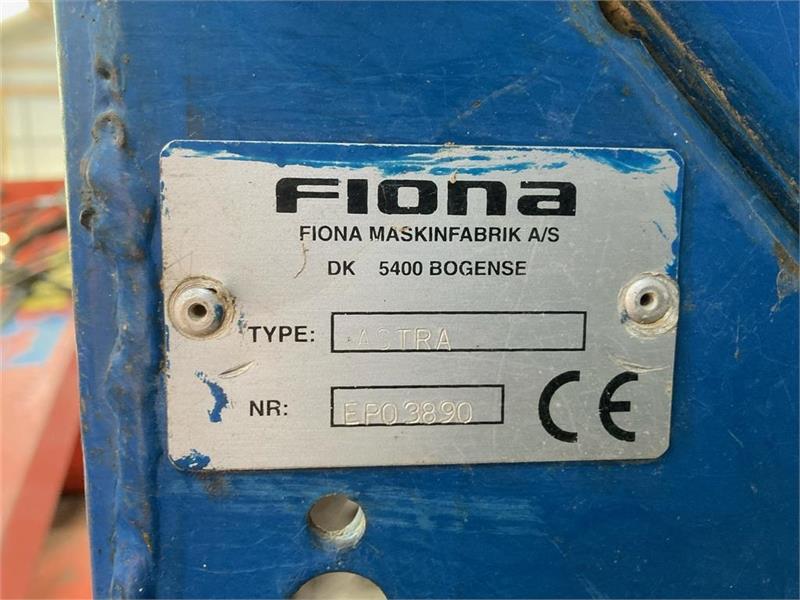 FIONA
FIONA MASKINFABRIK A/S
DK 5400 BOGENSE
TYPE: ASTRA
NR: EP03890
CE